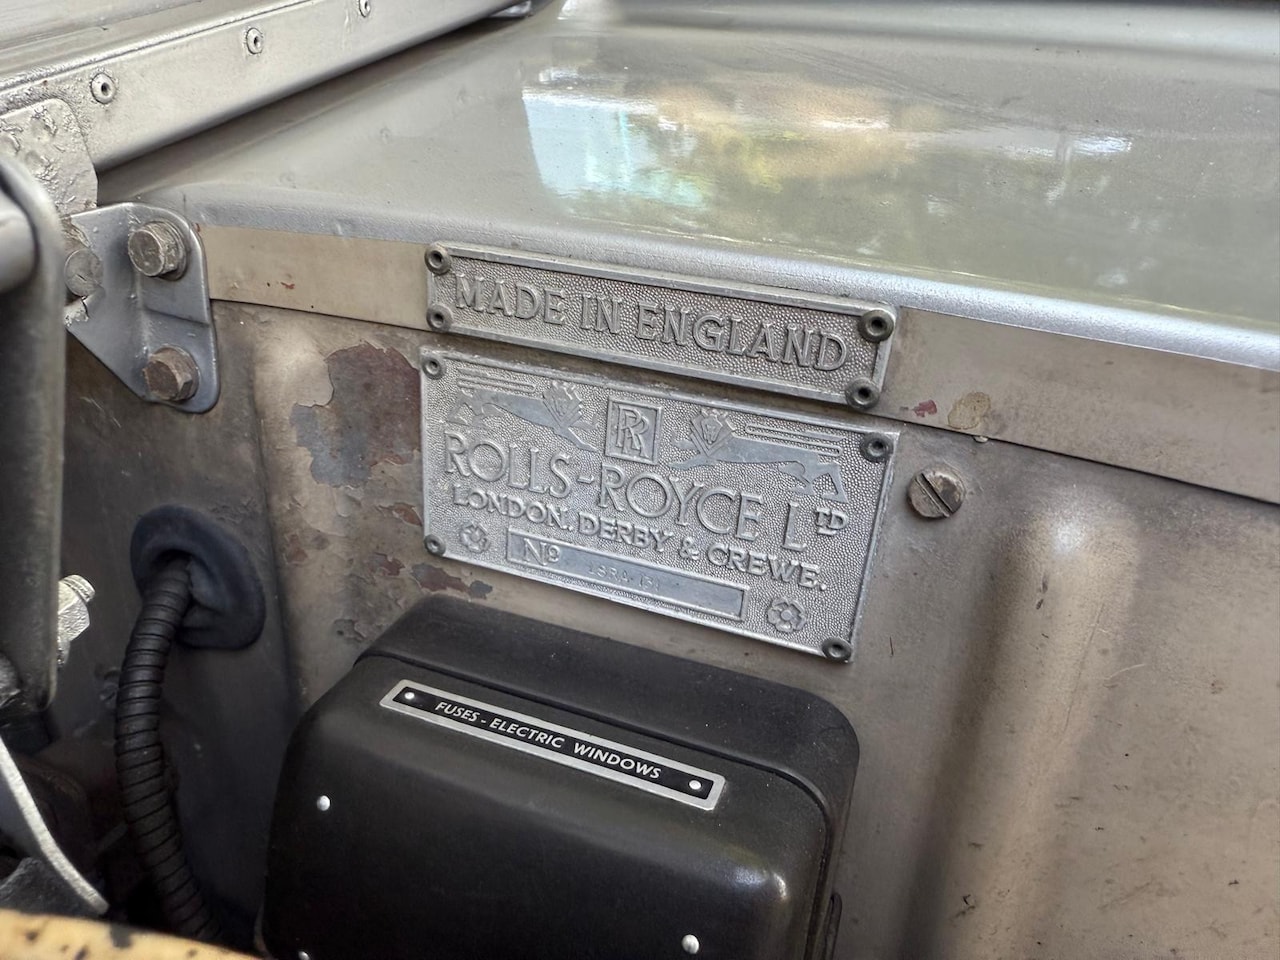 MADE IN ENGLAND
RR
ROLLS-ROYCE LTD
LONDON. DERBY & CREWE.
No
FUSES - ELECTRIC WINDOWS